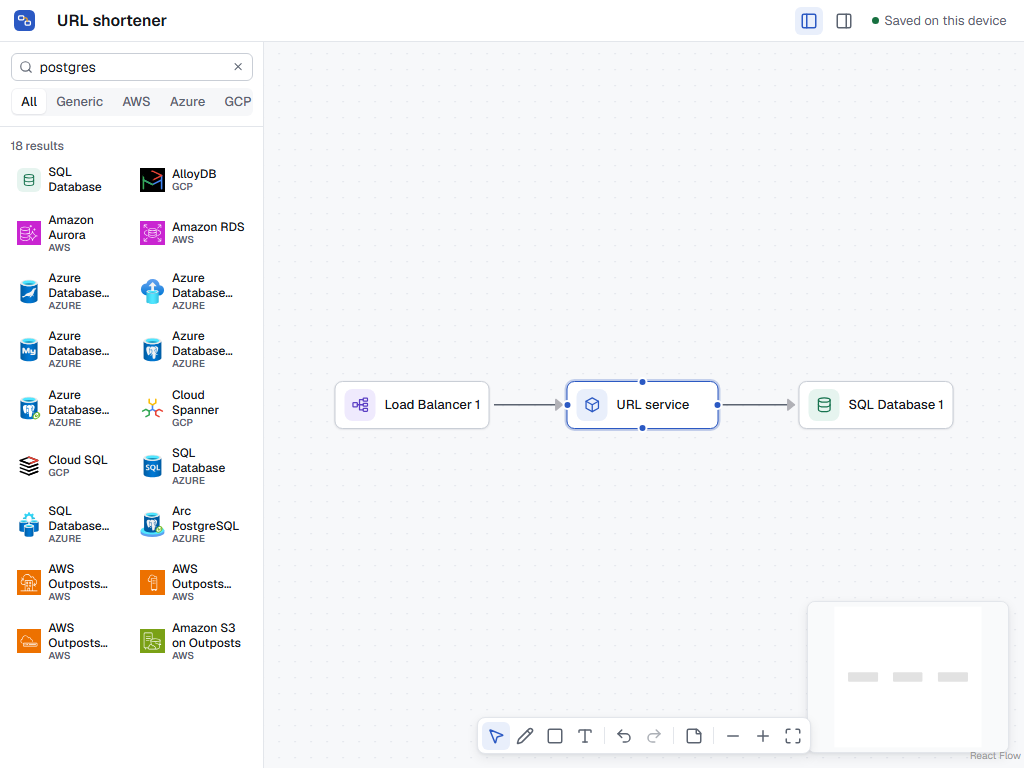 URL shortener
Saved on this device
postgres
All Generic AWS Azure GCP
18 results
SQL
Database
AlloyDB
GCP
Amazon
Aurora
AWS
Amazon RDS
AWS
Azure
Database...
AZURE
Azure
Database...
AZURE
Azure
Database...
AZURE
Azure
Database...
AZURE
Azure
Database...
AZURE
Cloud
Spanner
GCP
Cloud SQL
GCP
SQL
Database
AZURE
SQL
Database...
AZURE
Arc
PostgreSQL
AZURE
AWS
Outposts...
AWS
AWS
Outposts...
AWS
AWS
Outposts...
AWS
Amazon S3
on Outposts
AWS
Load Balancer 1
URL service
SQL Database 1
React Flow